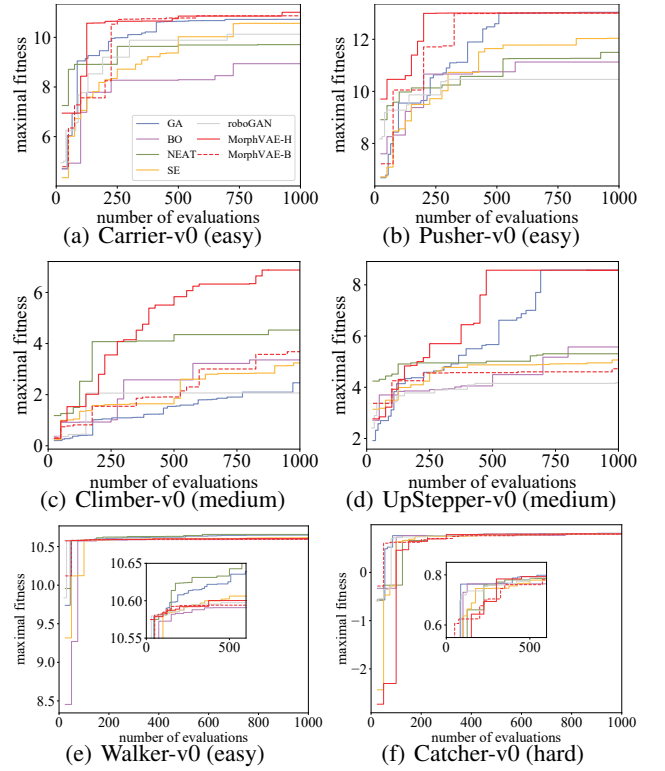 10
8
6
4
maximal fitness
GA
BO
NEAT
SE
roboGAN
MorphVAE-H
MorphVAE-B
0 250 500 750 1000
number of evaluations
(a) Carrier-v0 (easy)
12
10
8
maximal fitness
0 250 500 750 1000
number of evaluations
(b) Pusher-v0 (easy)
6
4
2
0
maximal fitness
0 250 500 750 1000
number of evaluations
(c) Climber-v0 (medium)
8
6
4
2
maximal fitness
0 250 500 750 1000
number of evaluations
(d) UpStepper-v0 (medium)
10.5
10.0
9.5
9.0
8.5
maximal fitness
10.65
10.60
10.55
0 500
0 200 400 600 800 1000
number of evaluations
(e) Walker-v0 (easy)
0
−1
−2
maximal fitness
0.8
0.6
0 500
0 200 400 600 800 1000
number of evaluations
(f) Catcher-v0 (hard)